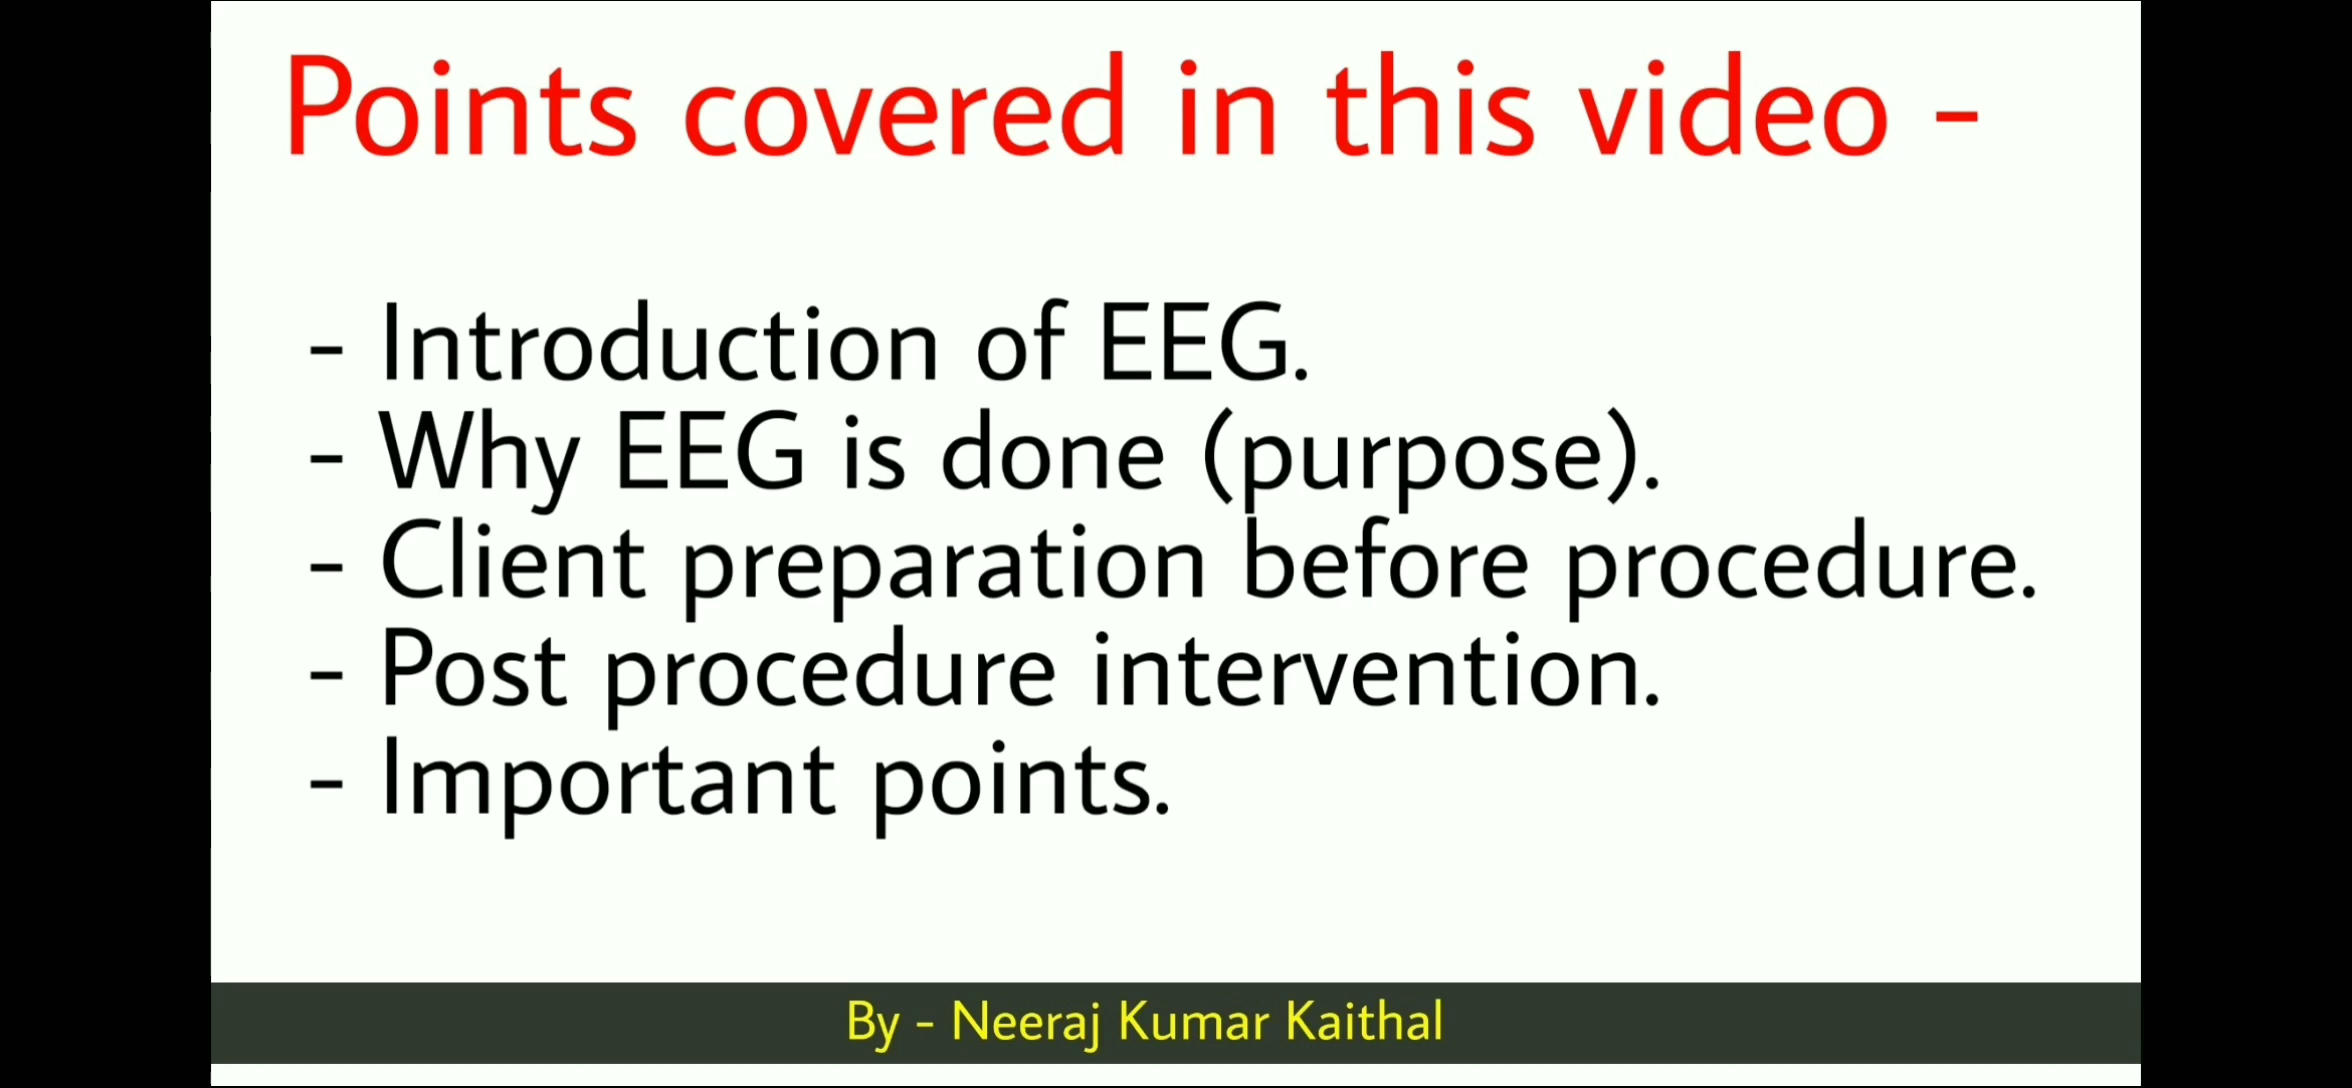 Points covered in this video -
- Introduction of EEG.
- Why EEG is done (purpose).
- Client preparation before procedure.
- Post procedure intervention.
- Important points.
By - Neeraj Kumar Kaithal